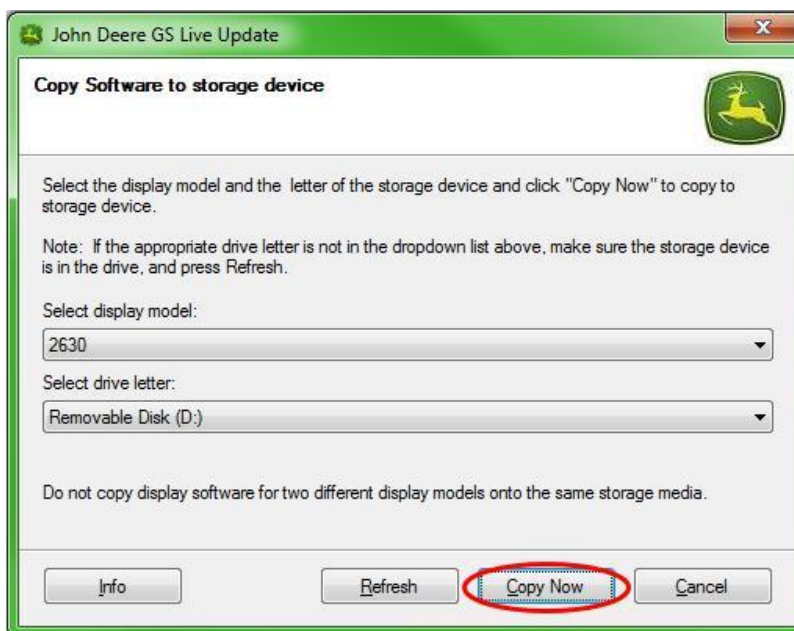 John Deere GS Live Update
x
Copy Software to storage device
Select the display model and the letter of the storage device and click "Copy Now" to copy to
storage device.
Note: If the appropriate drive letter is not in the dropdown list above, make sure the storage device
is in the drive, and press Refresh.
Select display model:
2630
Select drive letter:
Removable Disk (D:)
Do not copy display software for two different display models onto the same storage media.
Info
Refresh
Copy Now
Cancel